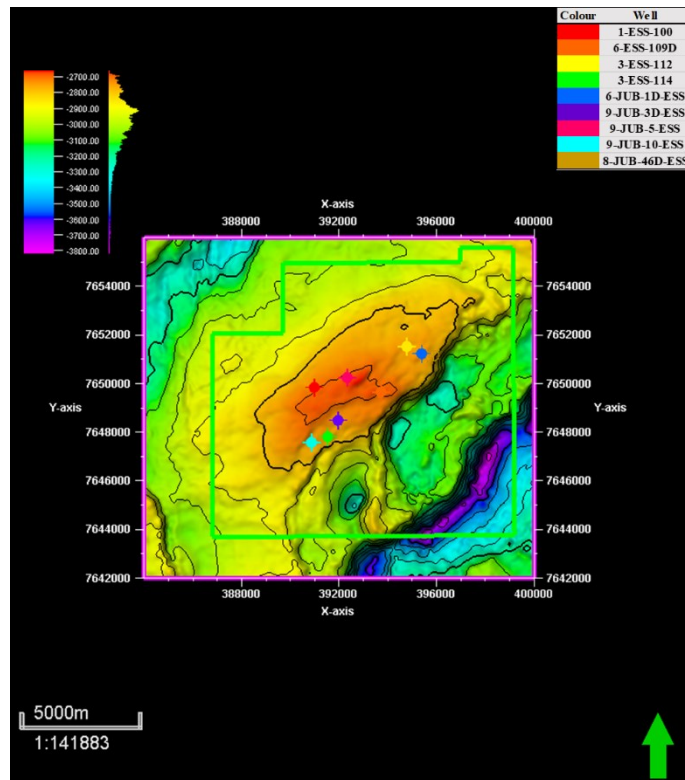 Colour Well
1-ESS-100
6-ESS-109D
3-ESS-112
3-ESS-114
6-JUB-1D-ESS
9-JUB-3D-ESS
9-JUB-5-ESS
9-JUB-10-ESS
8-JUB-46D-ESS
-2700.00
-2800.00
-2900.00
-3000.00
-3100.00
-3200.00
-3300.00
-3400.00
-3500.00
-3600.00
-3700.00
-3800.00
X-axis
388000 392000 396000 400000
7654000 7654000
7652000 7652000
7650000 7650000
Y-axis Y-axis
7648000 7648000
7646000 7646000
7644000 7644000
7642000 7642000
388000 392000 396000 400000
X-axis
5000m
1:141883